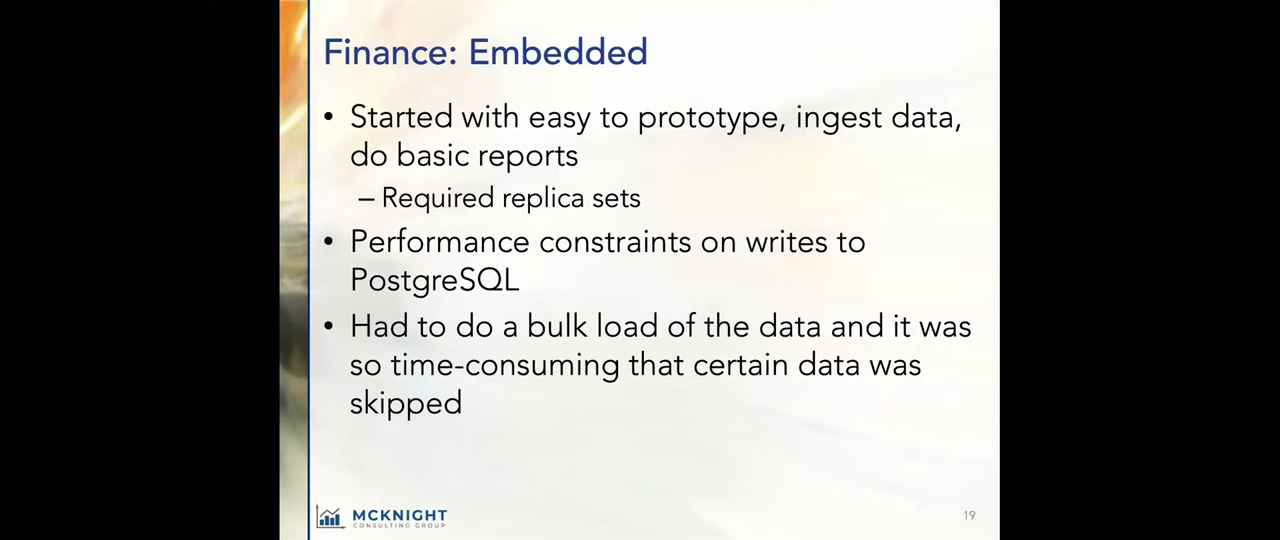 Finance: Embedded
• Started with easy to prototype, ingest data,
do basic reports
– Required replica sets
• Performance constraints on writes to
PostgreSQL
• Had to do a bulk load of the data and it was
so time-consuming that certain data was
skipped
MCKNIGHT
CONSULTING GROUP
19